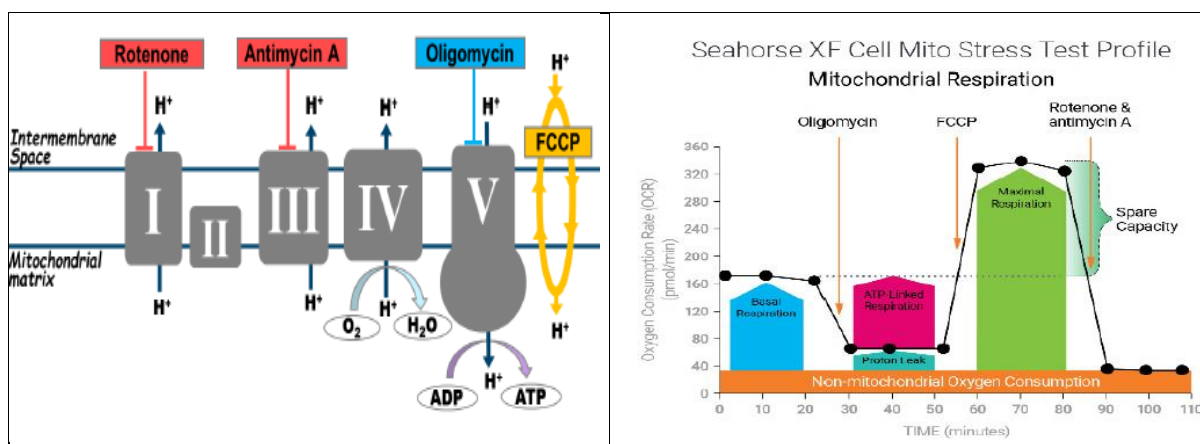 Rotenone
Antimycin A
Oligomycin
H⁺
H⁺
H⁺
H⁺
H⁺
H⁺
Intermembrane
Space
FCCP
I
II
III
IV
V
Mitochondrial
matrix
H⁺
H⁺
H⁺
O₂
H₂O
H⁺
H⁺
ADP
ATP
Seahorse XF Cell Mito Stress Test Profile
Mitochondrial Respiration
Oligomycin
FCCP
Rotenone &
antimycin A
Oxygen Consumption Rate (OCR)
(pmol/min)
360
320
280
240
200
160
120
80
40
0
Maximal
Respiration
Spare
Capacity
Basal
Respiration
ATP-Linked
Respiration
Proton Leak
Non-mitochondrial Oxygen Consumption
0 10 20 30 40 50 60 70 80 90 100 110
TIME (minutes)